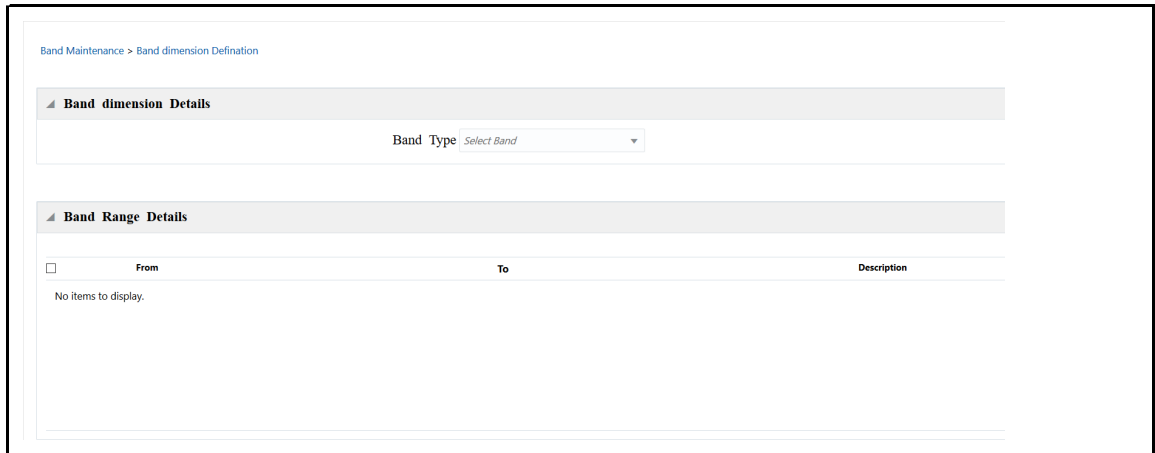 Band Maintenance > Band dimension Defination
Band dimension Details
Band Type Select Band
Band Range Details
From To Description
No items to display.